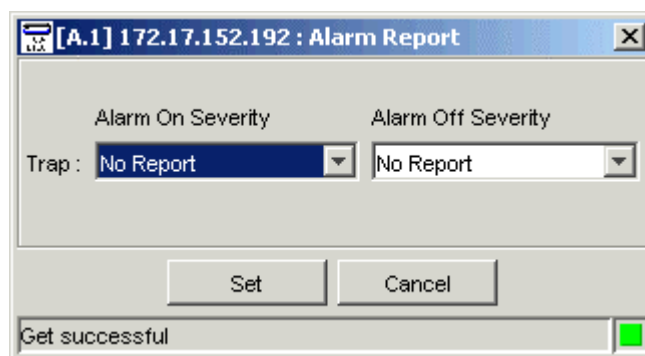 [A.1] 172.17.152.192 : Alarm Report
Alarm On Severity Alarm Off Severity
Trap : No Report No Report
Set Cancel
Get successful